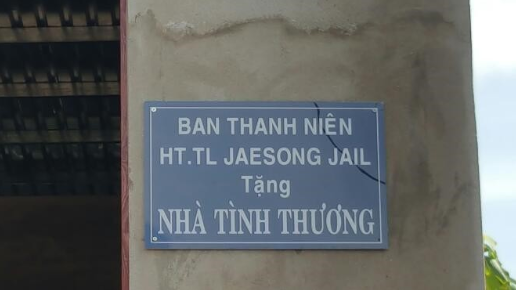 BAN THANH NIÊN
HT.TL JAESONG JAIL
Tặng
NHÀ TÌNH THƯƠNG